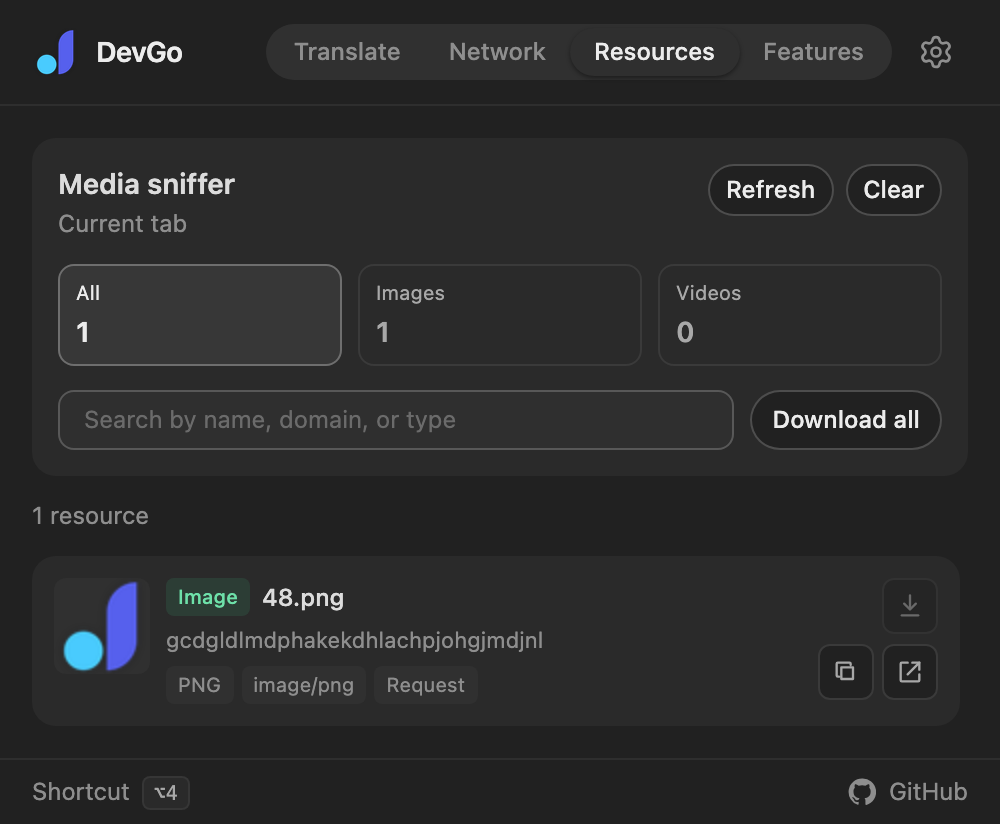 DevGo
Translate
Network
Resources
Features
Media sniffer
Current tab
Refresh
Clear
All
1
Images
1
Videos
0
Search by name, domain, or type
Download all
1 resource
Image
48.png
gcdgldlmdphakekdhlachpjohgjmdjnl
PNG
image/png
Request
Shortcut
⌥4
GitHub